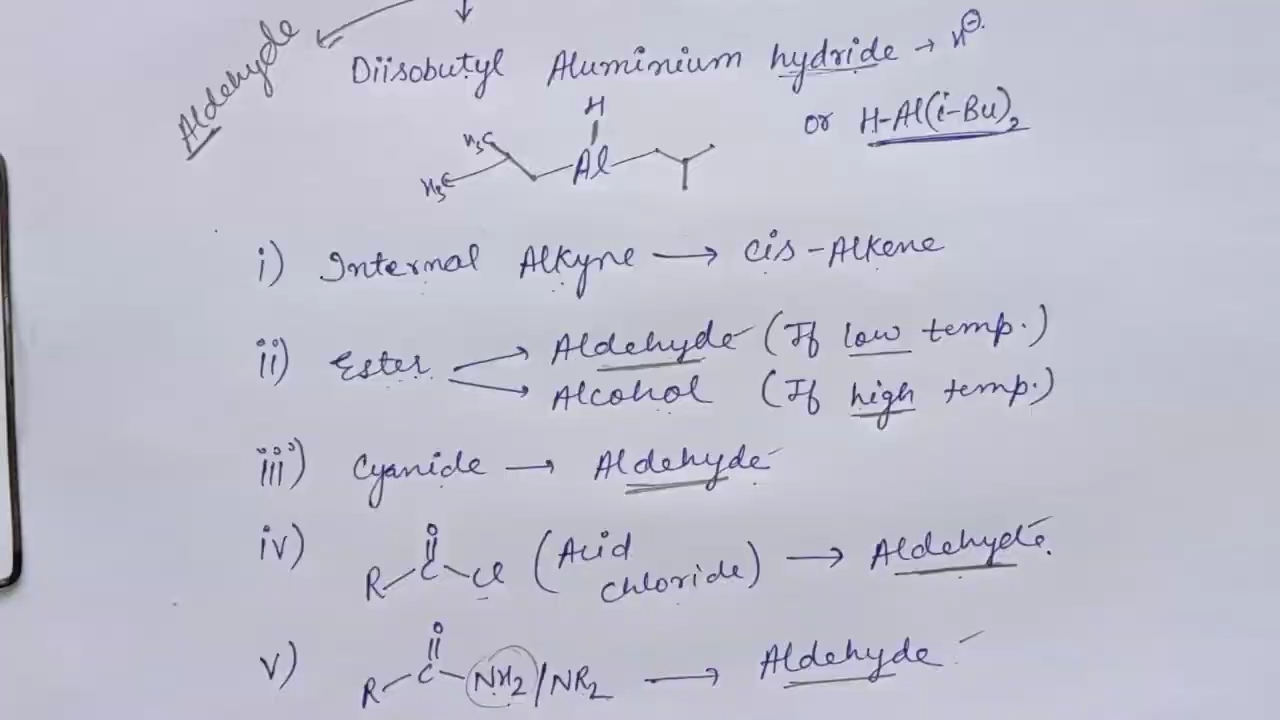 Aldehyde
Diisobutyl Aluminium hydride → H⊖
or H-Al(i-Bu)₂
H
H₃C
Al
H₃C
i) Internal Alkyne → cis-Alkene
ii) Ester → Aldehyde (If low temp.)
→ Alcohol (If high temp.)
iii) Cyanide → Aldehyde
iv) R-C(=O)-Cl (Acid chloride) → Aldehyde.
v) R-C(=O)-NH₂/NR₂ → Aldehyde